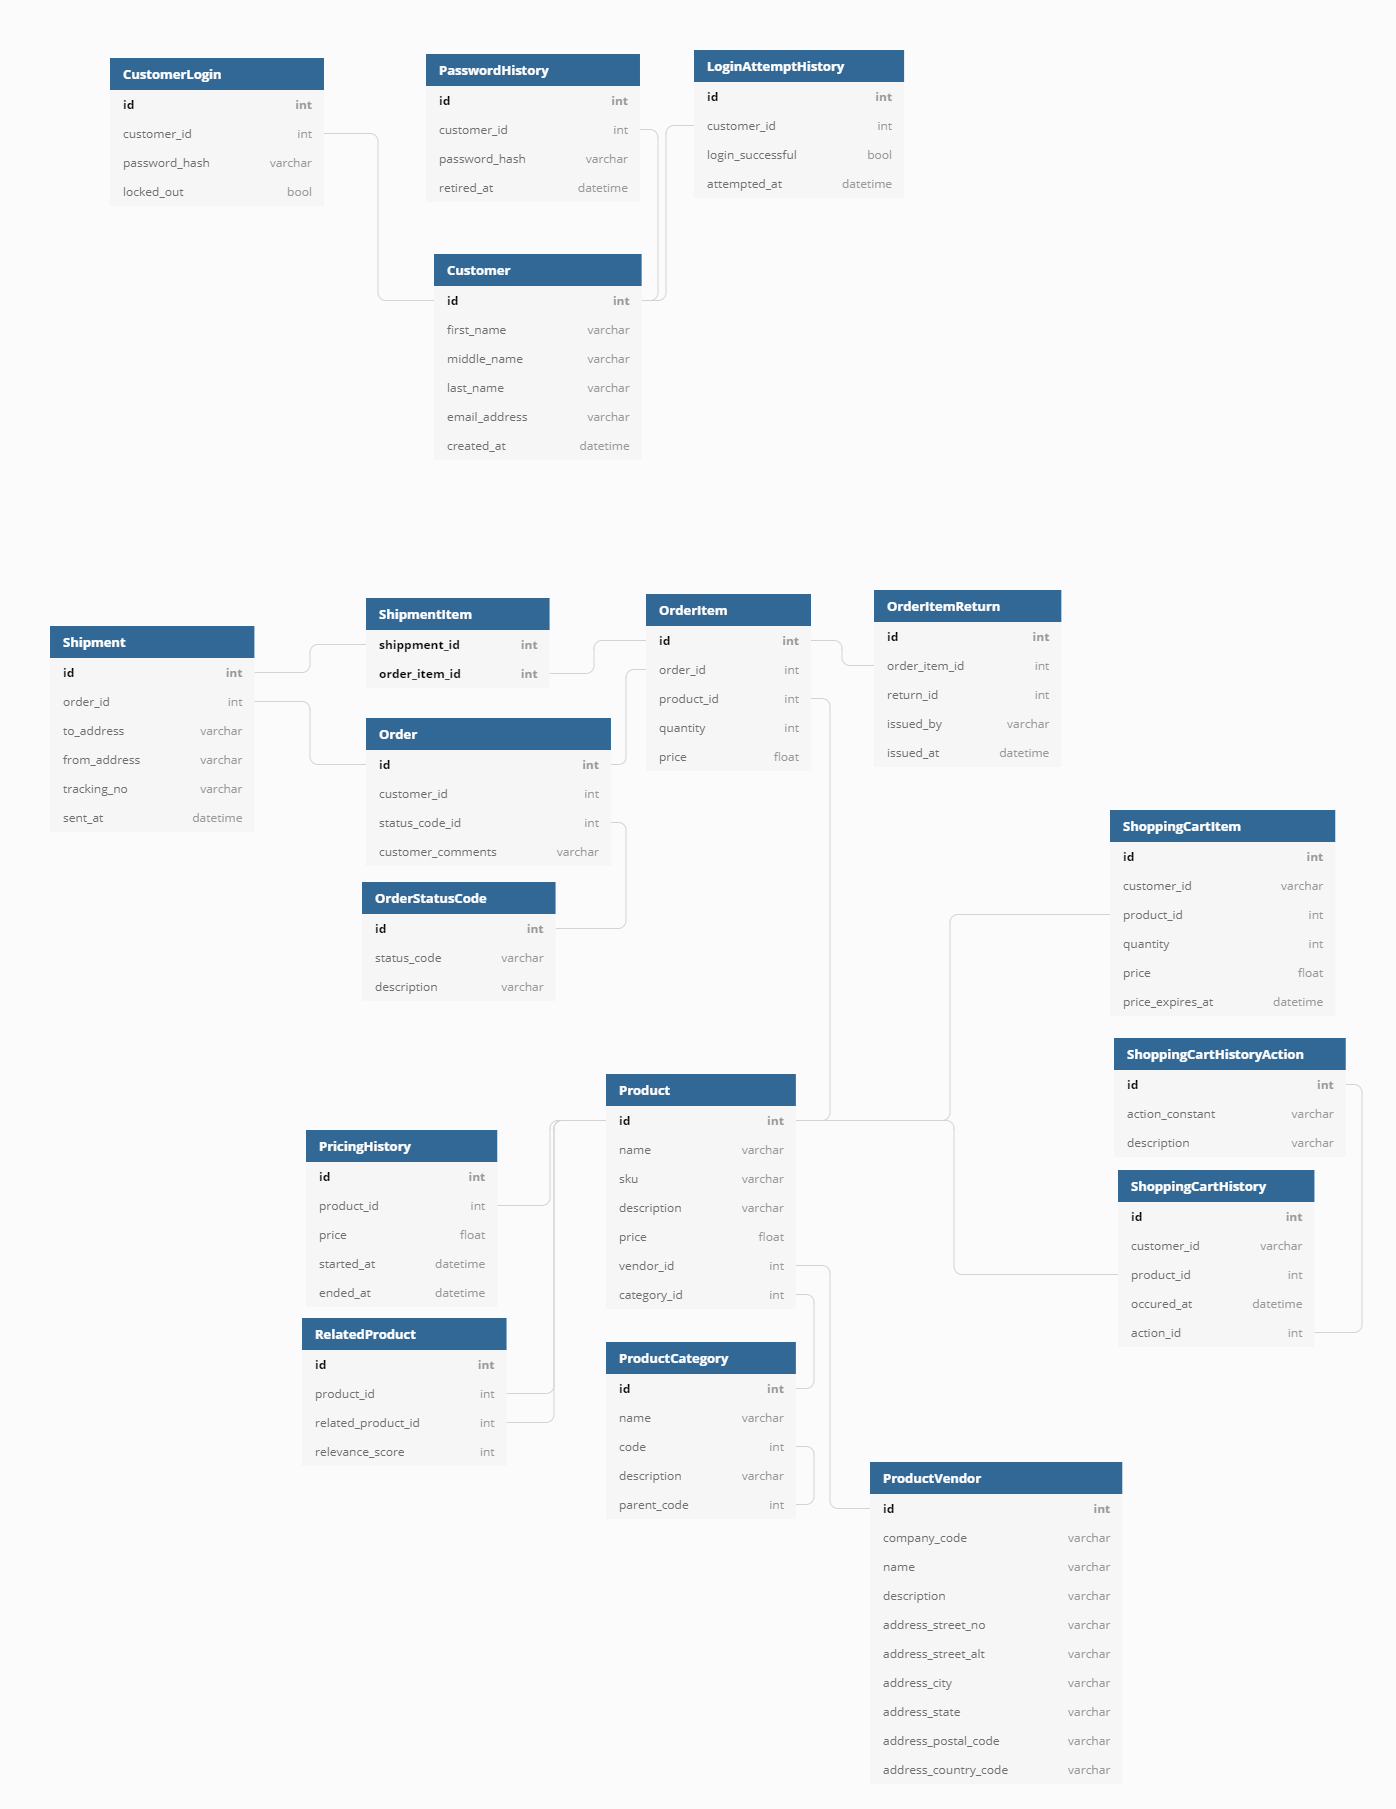 CustomerLogin
id int
customer_id int
password_hash varchar
locked_out bool
PasswordHistory
id int
customer_id int
password_hash varchar
retired_at datetime
LoginAttemptHistory
id int
customer_id int
login_successful bool
attempted_at datetime
Customer
id int
first_name varchar
middle_name varchar
last_name varchar
email_address varchar
created_at datetime
Shipment
id int
order_id int
to_address varchar
from_address varchar
tracking_no varchar
sent_at datetime
ShipmentItem
shippment_id int
order_item_id int
Order
id int
customer_id int
status_code_id int
customer_comments varchar
OrderStatusCode
id int
status_code varchar
description varchar
OrderItem
id int
order_id int
product_id int
quantity int
price float
OrderItemReturn
id int
order_item_id int
return_id int
issued_by varchar
issued_at datetime
ShoppingCartItem
id int
customer_id varchar
product_id int
quantity int
price float
price_expires_at datetime
ShoppingCartHistoryAction
id int
action_constant varchar
description varchar
ShoppingCartHistory
id int
customer_id varchar
product_id int
occured_at datetime
action_id int
Product
id int
name varchar
sku varchar
description varchar
price float
vendor_id int
category_id int
PricingHistory
id int
product_id int
price float
started_at datetime
ended_at datetime
RelatedProduct
id int
product_id int
related_product_id int
relevance_score int
ProductCategory
id int
name varchar
code int
description varchar
parent_code int
ProductVendor
id int
company_code varchar
name varchar
description varchar
address_street_no varchar
address_street_alt varchar
address_city varchar
address_state varchar
address_postal_code varchar
address_country_code varchar